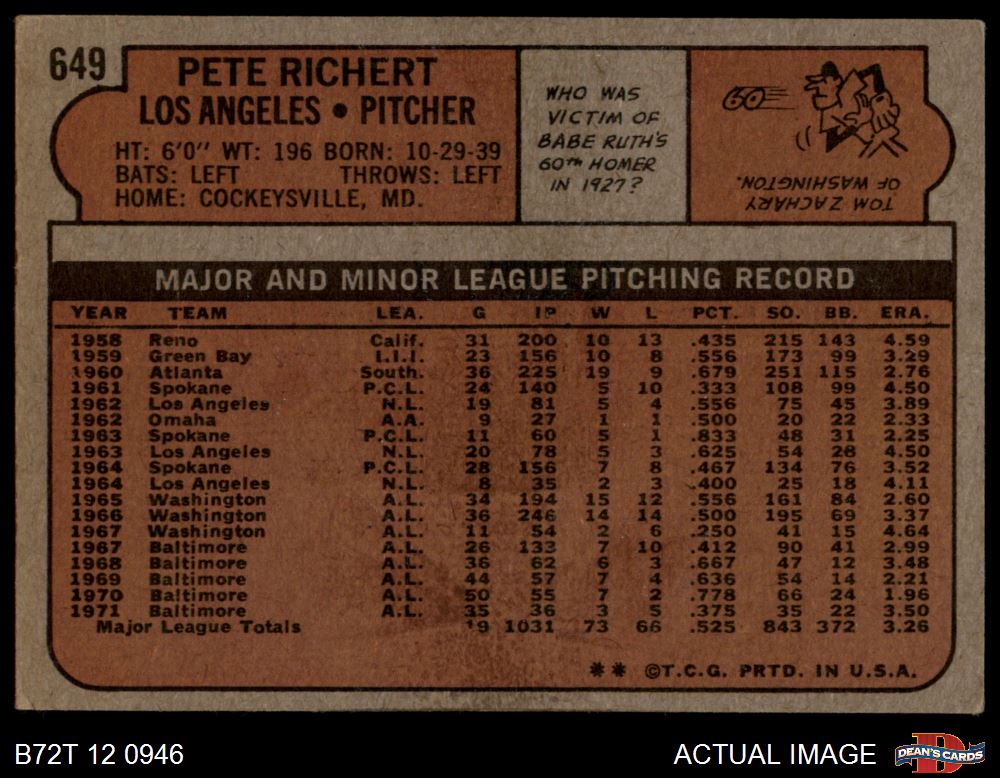 649
PETE RICHERT
LOS ANGELES • PITCHER
HT: 6'0" WT: 196 BORN: 10-29-39
BATS: LEFT THROWS: LEFT
HOME: COCKEYSVILLE, MD.
WHO WAS
VICTIM OF
BABE RUTH'S
60TH HOMER
IN 1927?
60
TOM ZACHARY
OF WASHINGTON.
MAJOR AND MINOR LEAGUE PITCHING RECORD
YEAR TEAM LEA. G IP W L PCT. SO. BB. ERA.
1958 Reno Calif. 31 200 10 13 .435 215 143 4.59
1959 Green Bay I.I.I. 23 156 10 8 .556 173 99 3.29
1960 Atlanta South. 36 225 19 9 .679 251 115 2.76
1961 Spokane P.C.L. 24 140 5 10 .333 108 99 4.50
1962 Los Angeles N.L. 19 81 5 4 .556 75 45 3.89
1962 Omaha A.A. 9 27 1 1 .500 20 22 2.33
1963 Spokane P.C.L. 11 60 5 1 .833 48 31 2.25
1963 Los Angeles N.L. 20 78 5 3 .625 54 28 4.50
1964 Spokane P.C.L. 28 156 7 8 .467 134 76 3.52
1964 Los Angeles N.L. 8 35 2 3 .400 25 18 4.11
1965 Washington A.L. 34 194 15 12 .556 161 84 2.60
1966 Washington A.L. 36 246 14 14 .500 195 69 3.37
1967 Washington A.L. 11 54 2 6 .250 41 15 4.64
1967 Baltimore A.L. 26 133 7 10 .412 90 41 2.99
1968 Baltimore A.L. 36 62 6 3 .667 47 12 3.48
1969 Baltimore A.L. 44 57 7 4 .636 54 14 2.21
1970 Baltimore A.L. 50 55 7 2 .778 66 24 1.96
1971 Baltimore A.L. 35 36 3 5 .375 35 22 3.50
Major League Totals 1031 73 66 .525 843 372 3.26
** ©T.C.G. PRTD. IN U.S.A.
B72T 12 0946
ACTUAL IMAGE
DEAN'S CARDS